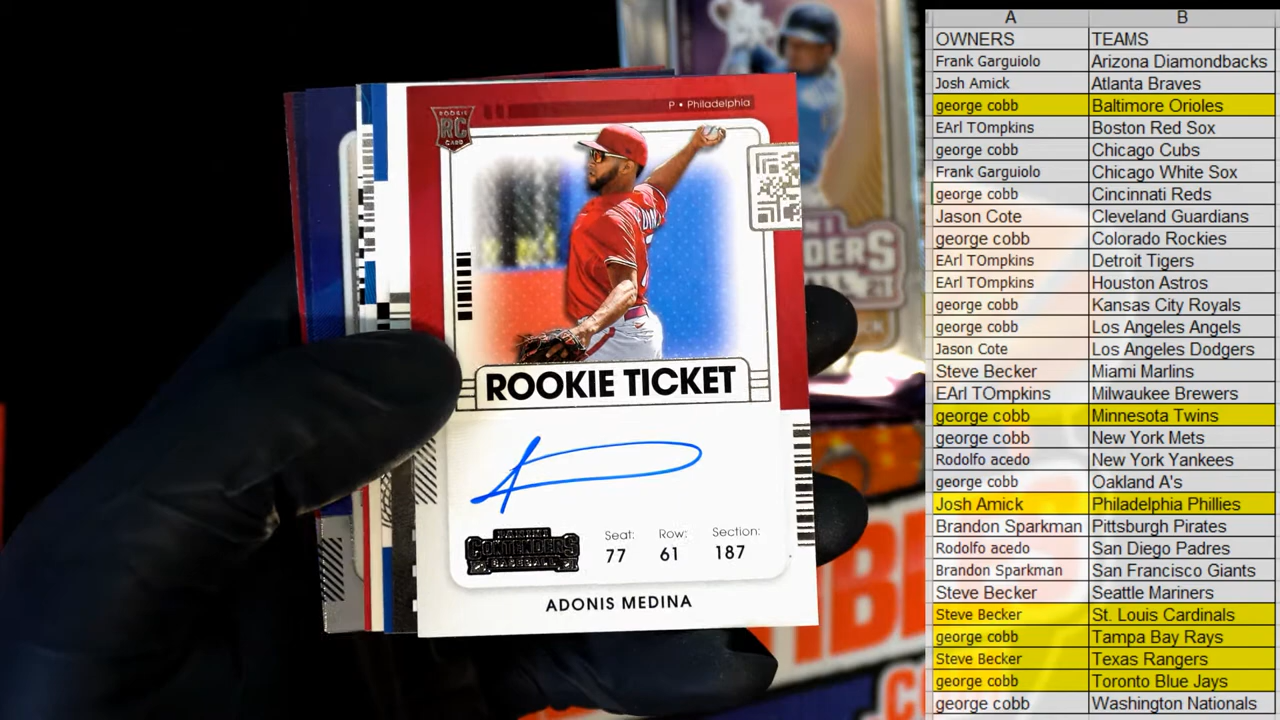 ROOKIE
RC
CARD
P • Philadelphia
ROOKIE TICKET
Seat: Row: Section:
77 61 187
CONTENDERS
BASEBALL
ADONIS MEDINA
DERS
A B
OWNERS TEAMS
Frank Garguiolo Arizona Diamondbacks
Josh Amick Atlanta Braves
george cobb Baltimore Orioles
EArl TOmpkins Boston Red Sox
george cobb Chicago Cubs
Frank Garguiolo Chicago White Sox
george cobb Cincinnati Reds
Jason Cote Cleveland Guardians
george cobb Colorado Rockies
EArl TOmpkins Detroit Tigers
EArl TOmpkins Houston Astros
george cobb Kansas City Royals
george cobb Los Angeles Angels
Jason Cote Los Angeles Dodgers
Steve Becker Miami Marlins
EArl TOmpkins Milwaukee Brewers
george cobb Minnesota Twins
george cobb New York Mets
Rodolfo acedo New York Yankees
george cobb Oakland A's
Josh Amick Philadelphia Phillies
Brandon Sparkman Pittsburgh Pirates
Rodolfo acedo San Diego Padres
Brandon Sparkman San Francisco Giants
Steve Becker Seattle Mariners
Steve Becker St. Louis Cardinals
george cobb Tampa Bay Rays
Steve Becker Texas Rangers
george cobb Toronto Blue Jays
george cobb Washington Nationals